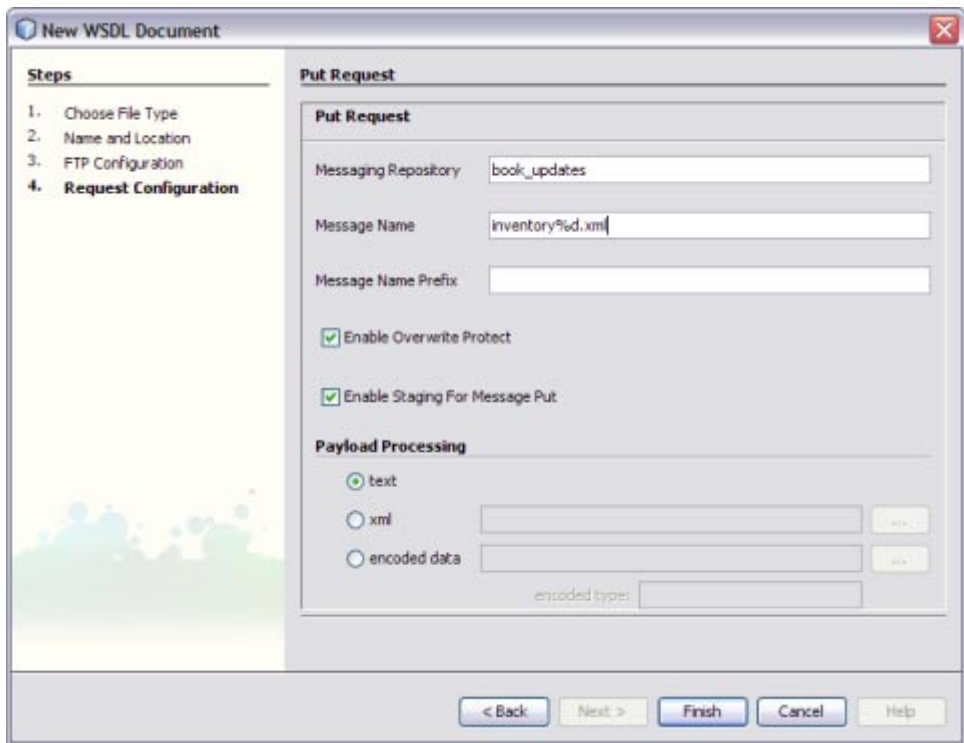 New WSDL Document
Steps
1. Choose File Type
2. Name and Location
3. FTP Configuration
4. Request Configuration
Put Request
Put Request
Messaging Repository book_updates
Message Name inventory%d.xml
Message Name Prefix
Enable Overwrite Protect
Enable Staging For Message Put
Payload Processing
text
xml ...
encoded data ...
encoded type:
< Back Next > Finish Cancel Help